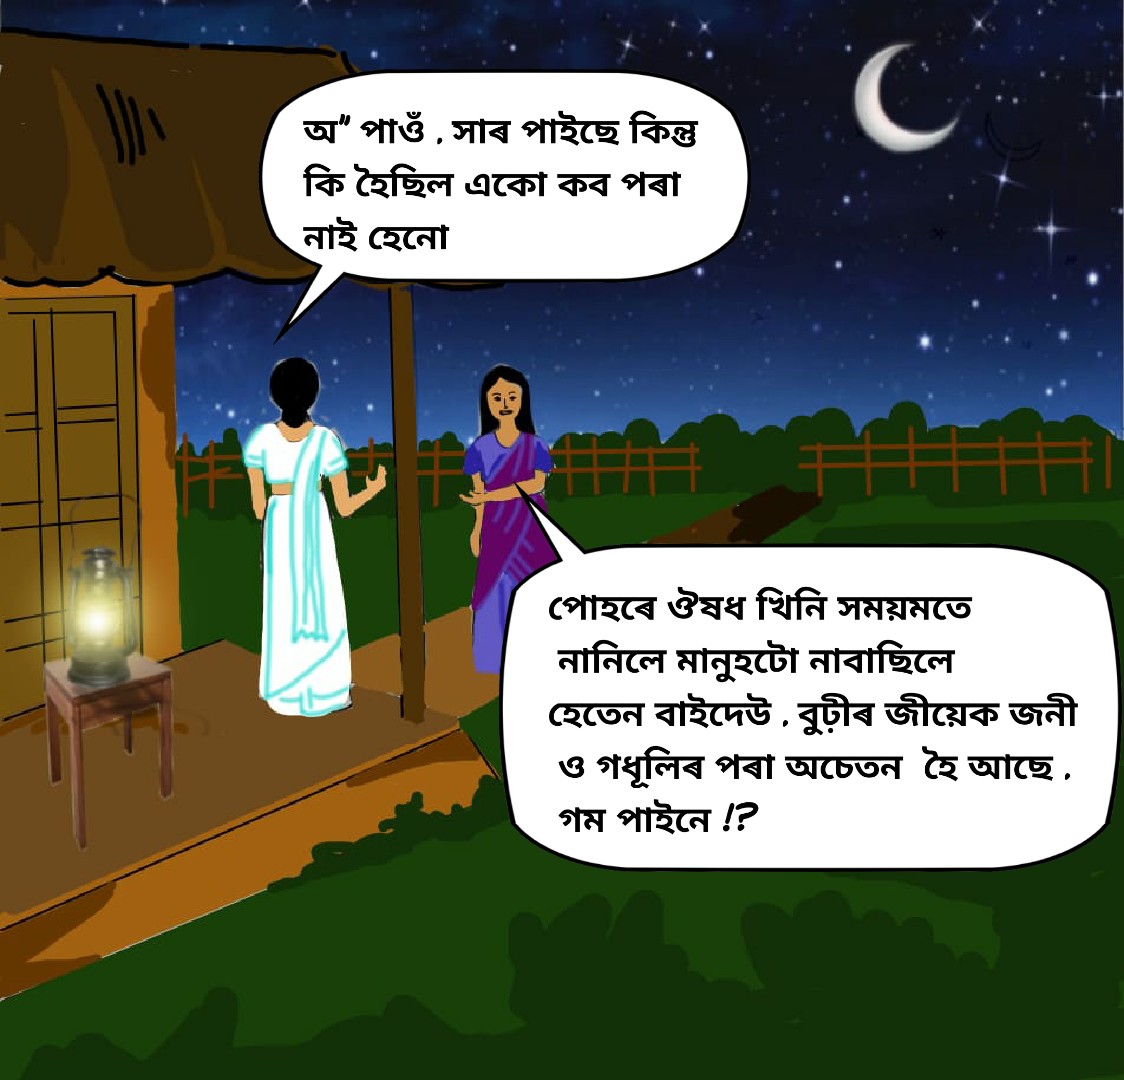 অ" পাওঁ . সাৰ পাইছে কিন্তু
কি হৈছিল একো কব পৰা
নাই হেনো
পোহৰে ঔষধ খিনি সময়মতে
নানিলে মানুহটো নাবাছিলে
হেতেন বাইদেউ . বুঢ়ীৰ জীয়েক জনী
ও গধূলিৰ পৰা অচেতন হৈ আছে .
গম পাইনে !?